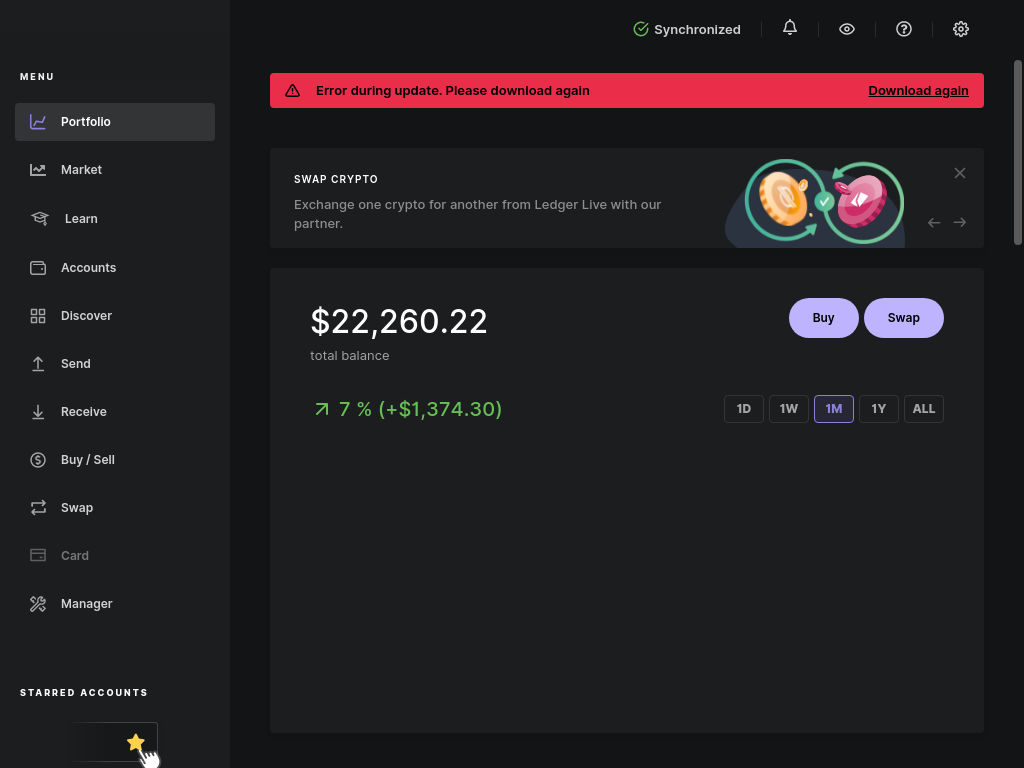 Synchronized
MENU
Error during update. Please download again
Download again
Portfolio
Market
Learn
Accounts
Discover
Send
Receive
Buy / Sell
Swap
Card
Manager
STARRED ACCOUNTS
SWAP CRYPTO
Exchange one crypto for another from Ledger Live with our
partner.
$22,260.22
total balance
Buy
Swap
7 % (+$1,374.30)
1D
1W
1M
1Y
ALL